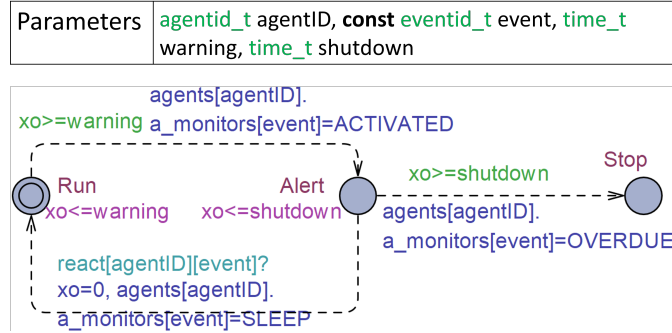 Parameters
agentid_t agentID, const eventid_t event, time_t
warning, time_t shutdown
agents[agentID].
xo>=warning
a_monitors[event]=ACTIVATED
Run
xo<=warning
Alert
xo<=shutdown
xo>=shutdown
Stop
agents[agentID].
a_monitors[event]=OVERDUE
react[agentID][event]?
xo=0, agents[agentID].
a_monitors[event]=SLEEP